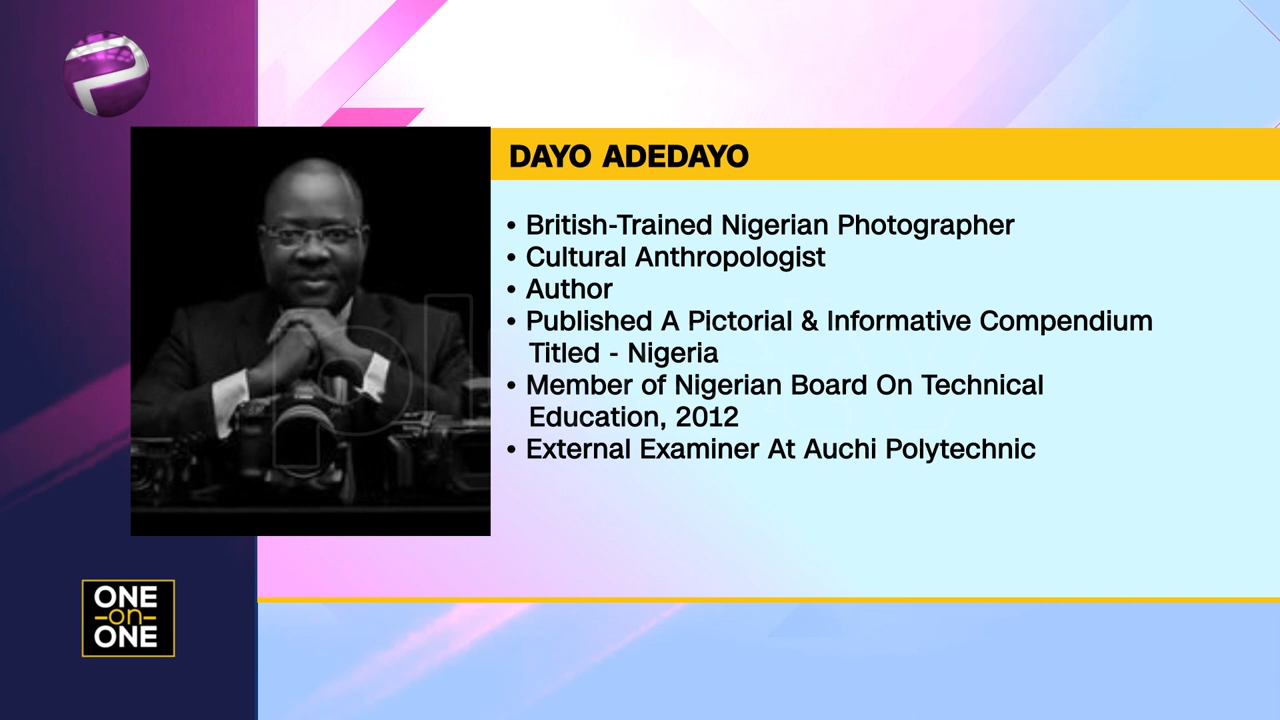 DAYO ADEDAYO
• British-Trained Nigerian Photographer
• Cultural Anthropologist
• Author
• Published A Pictorial & Informative Compendium
Titled - Nigeria
• Member of Nigerian Board On Technical
Education, 2012
• External Examiner At Auchi Polytechnic
ONE
on
ONE